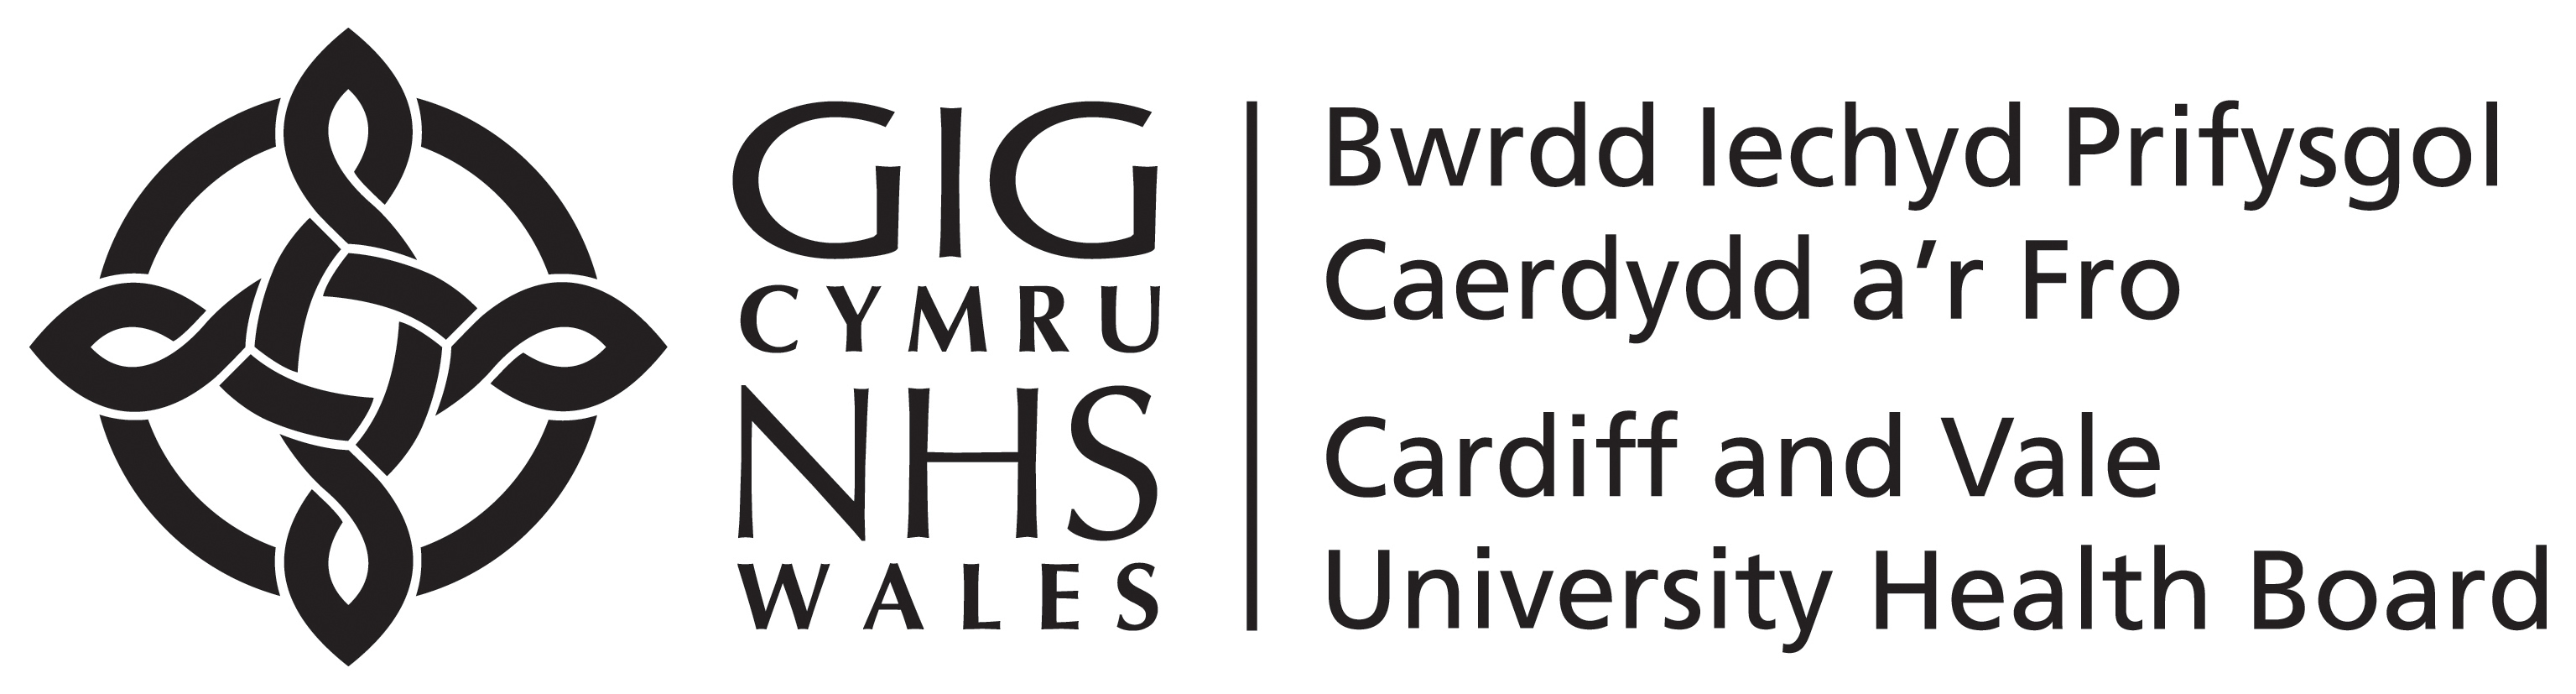 GIG
CYMRU
NHS
WALES
Bwrdd Iechyd Prifysgol
Caerdydd a’r Fro
Cardiff and Vale
University Health Board